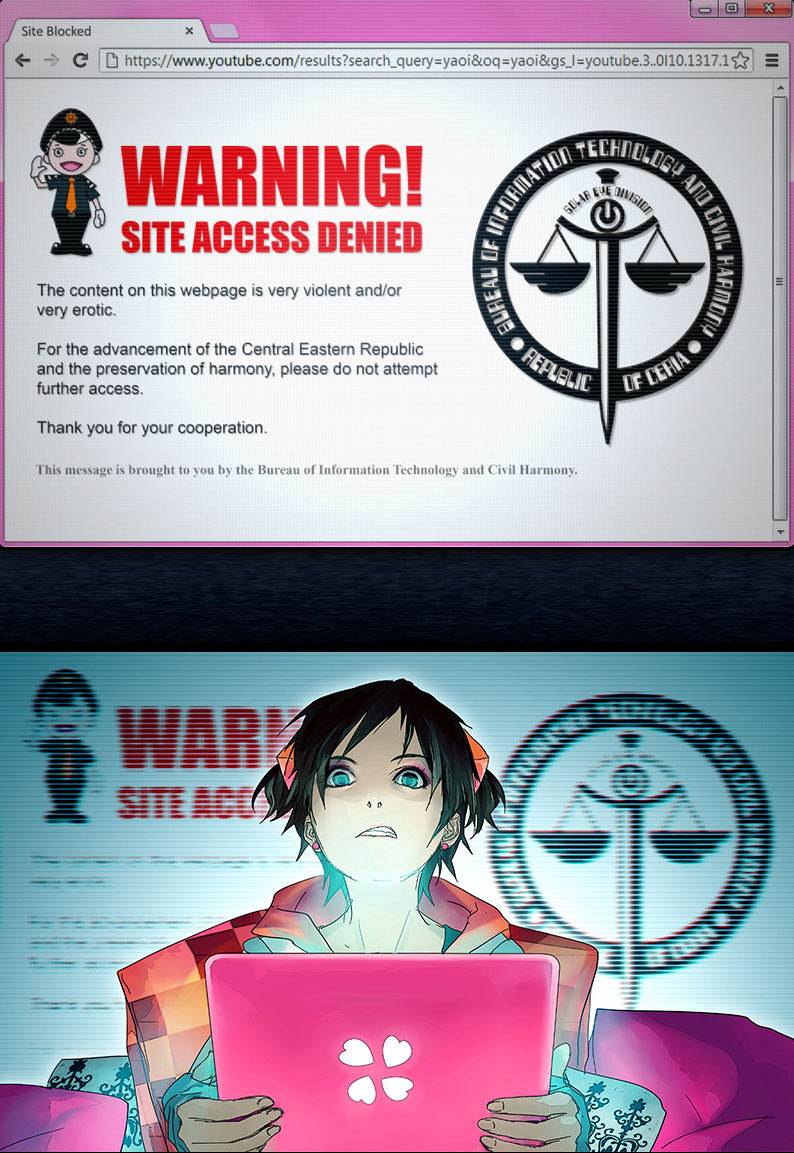 Site Blocked
https://www.youtube.com/results?search_query=yaoi&oq=yaoi&gs_l=youtube.3..0l10.1317.1
WARNING!
SITE ACCESS DENIED
The content on this webpage is very violent and/or
very erotic.
For the advancement of the Central Eastern Republic
and the preservation of harmony, please do not attempt
further access.
Thank you for your cooperation.
This message is brought to you by the Bureau of Information Technology and Civil Harmony.
BUREAU OF INFORMATION TECHNOLOGY AND CIVIL HARMONY
SOLAR EYE DIVISION
REPUBLIC OF CERIA
WARN
SITE ACC